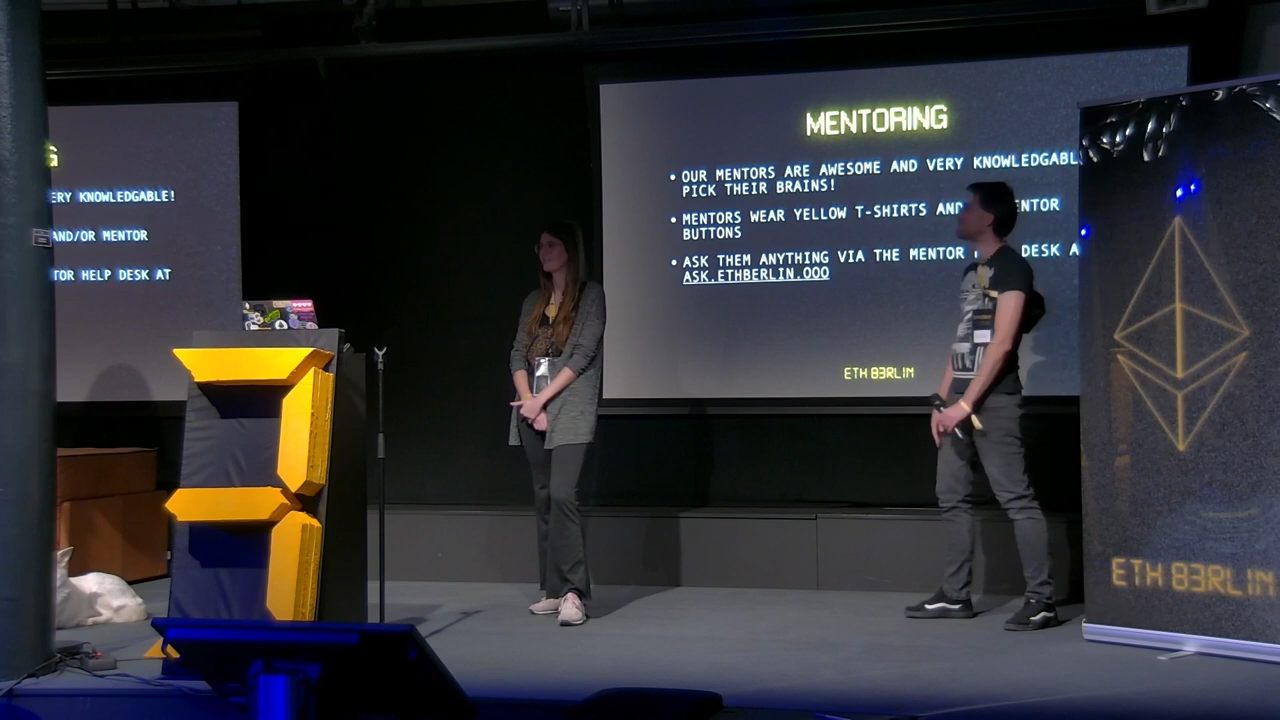 G
ERY KNOWLEDGABLE!
AND/OR MENTOR
TOR HELP DESK AT
MENTORING
• OUR MENTORS ARE AWESOME AND VERY KNOWLEDGABL
PICK THEIR BRAINS!
• MENTORS WEAR YELLOW T-SHIRTS AND ENTOR
BUTTONS
• ASK THEM ANYTHING VIA THE MENTOR DESK A
ASK.ETHBERLIN.OOO
ETH B3RLIN
3
ETH B3RLIN